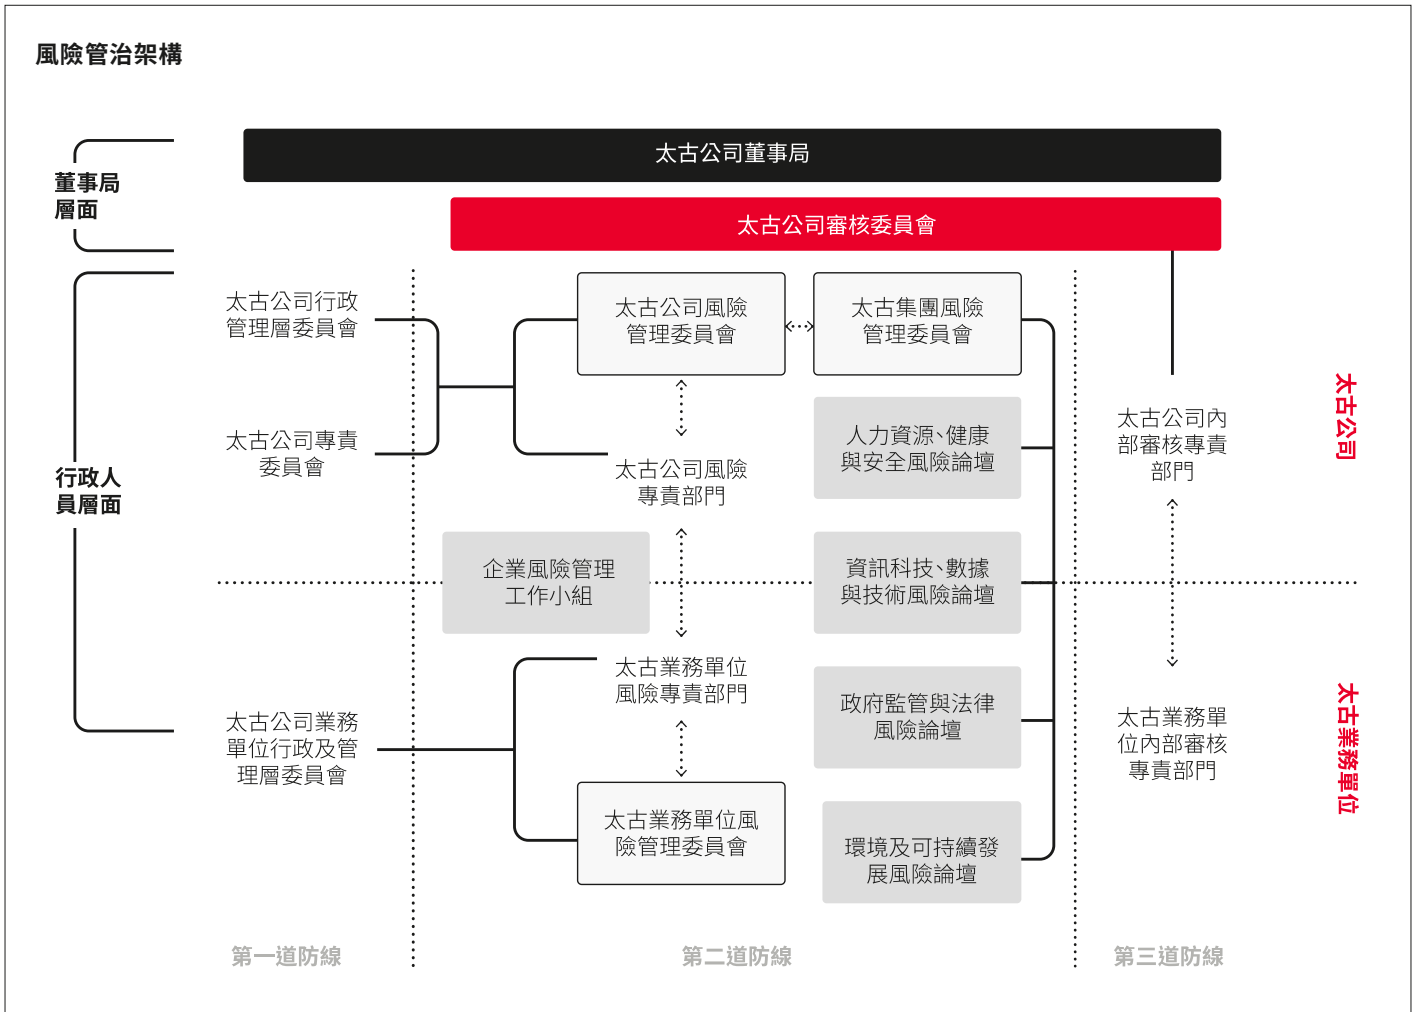 風險管治架構
太古公司董事局
董事局
層面
太古公司審核委員會
太古公司行政
管理層委員會
太古公司風險
管理委員會
太古集團風險
管理委員會
太古公司專責
委員會
太古公司風險
專責部門
人力資源、健康
與安全風險論壇
太古公司內
部審核專責
部門
太古公司
行政人
員層面
企業風險管理
工作小組
資訊科技、數據
與技術風險論壇
太古公司業務
單位行政及管
理層委員會
太古業務單位
風險專責部門
政府監管與法律
風險論壇
太古業務單
位內部審核
專責部門
太古業務單位
太古業務單位風
險管理委員會
環境及可持續發
展風險論壇
第一道防線
第二道防線
第三道防線